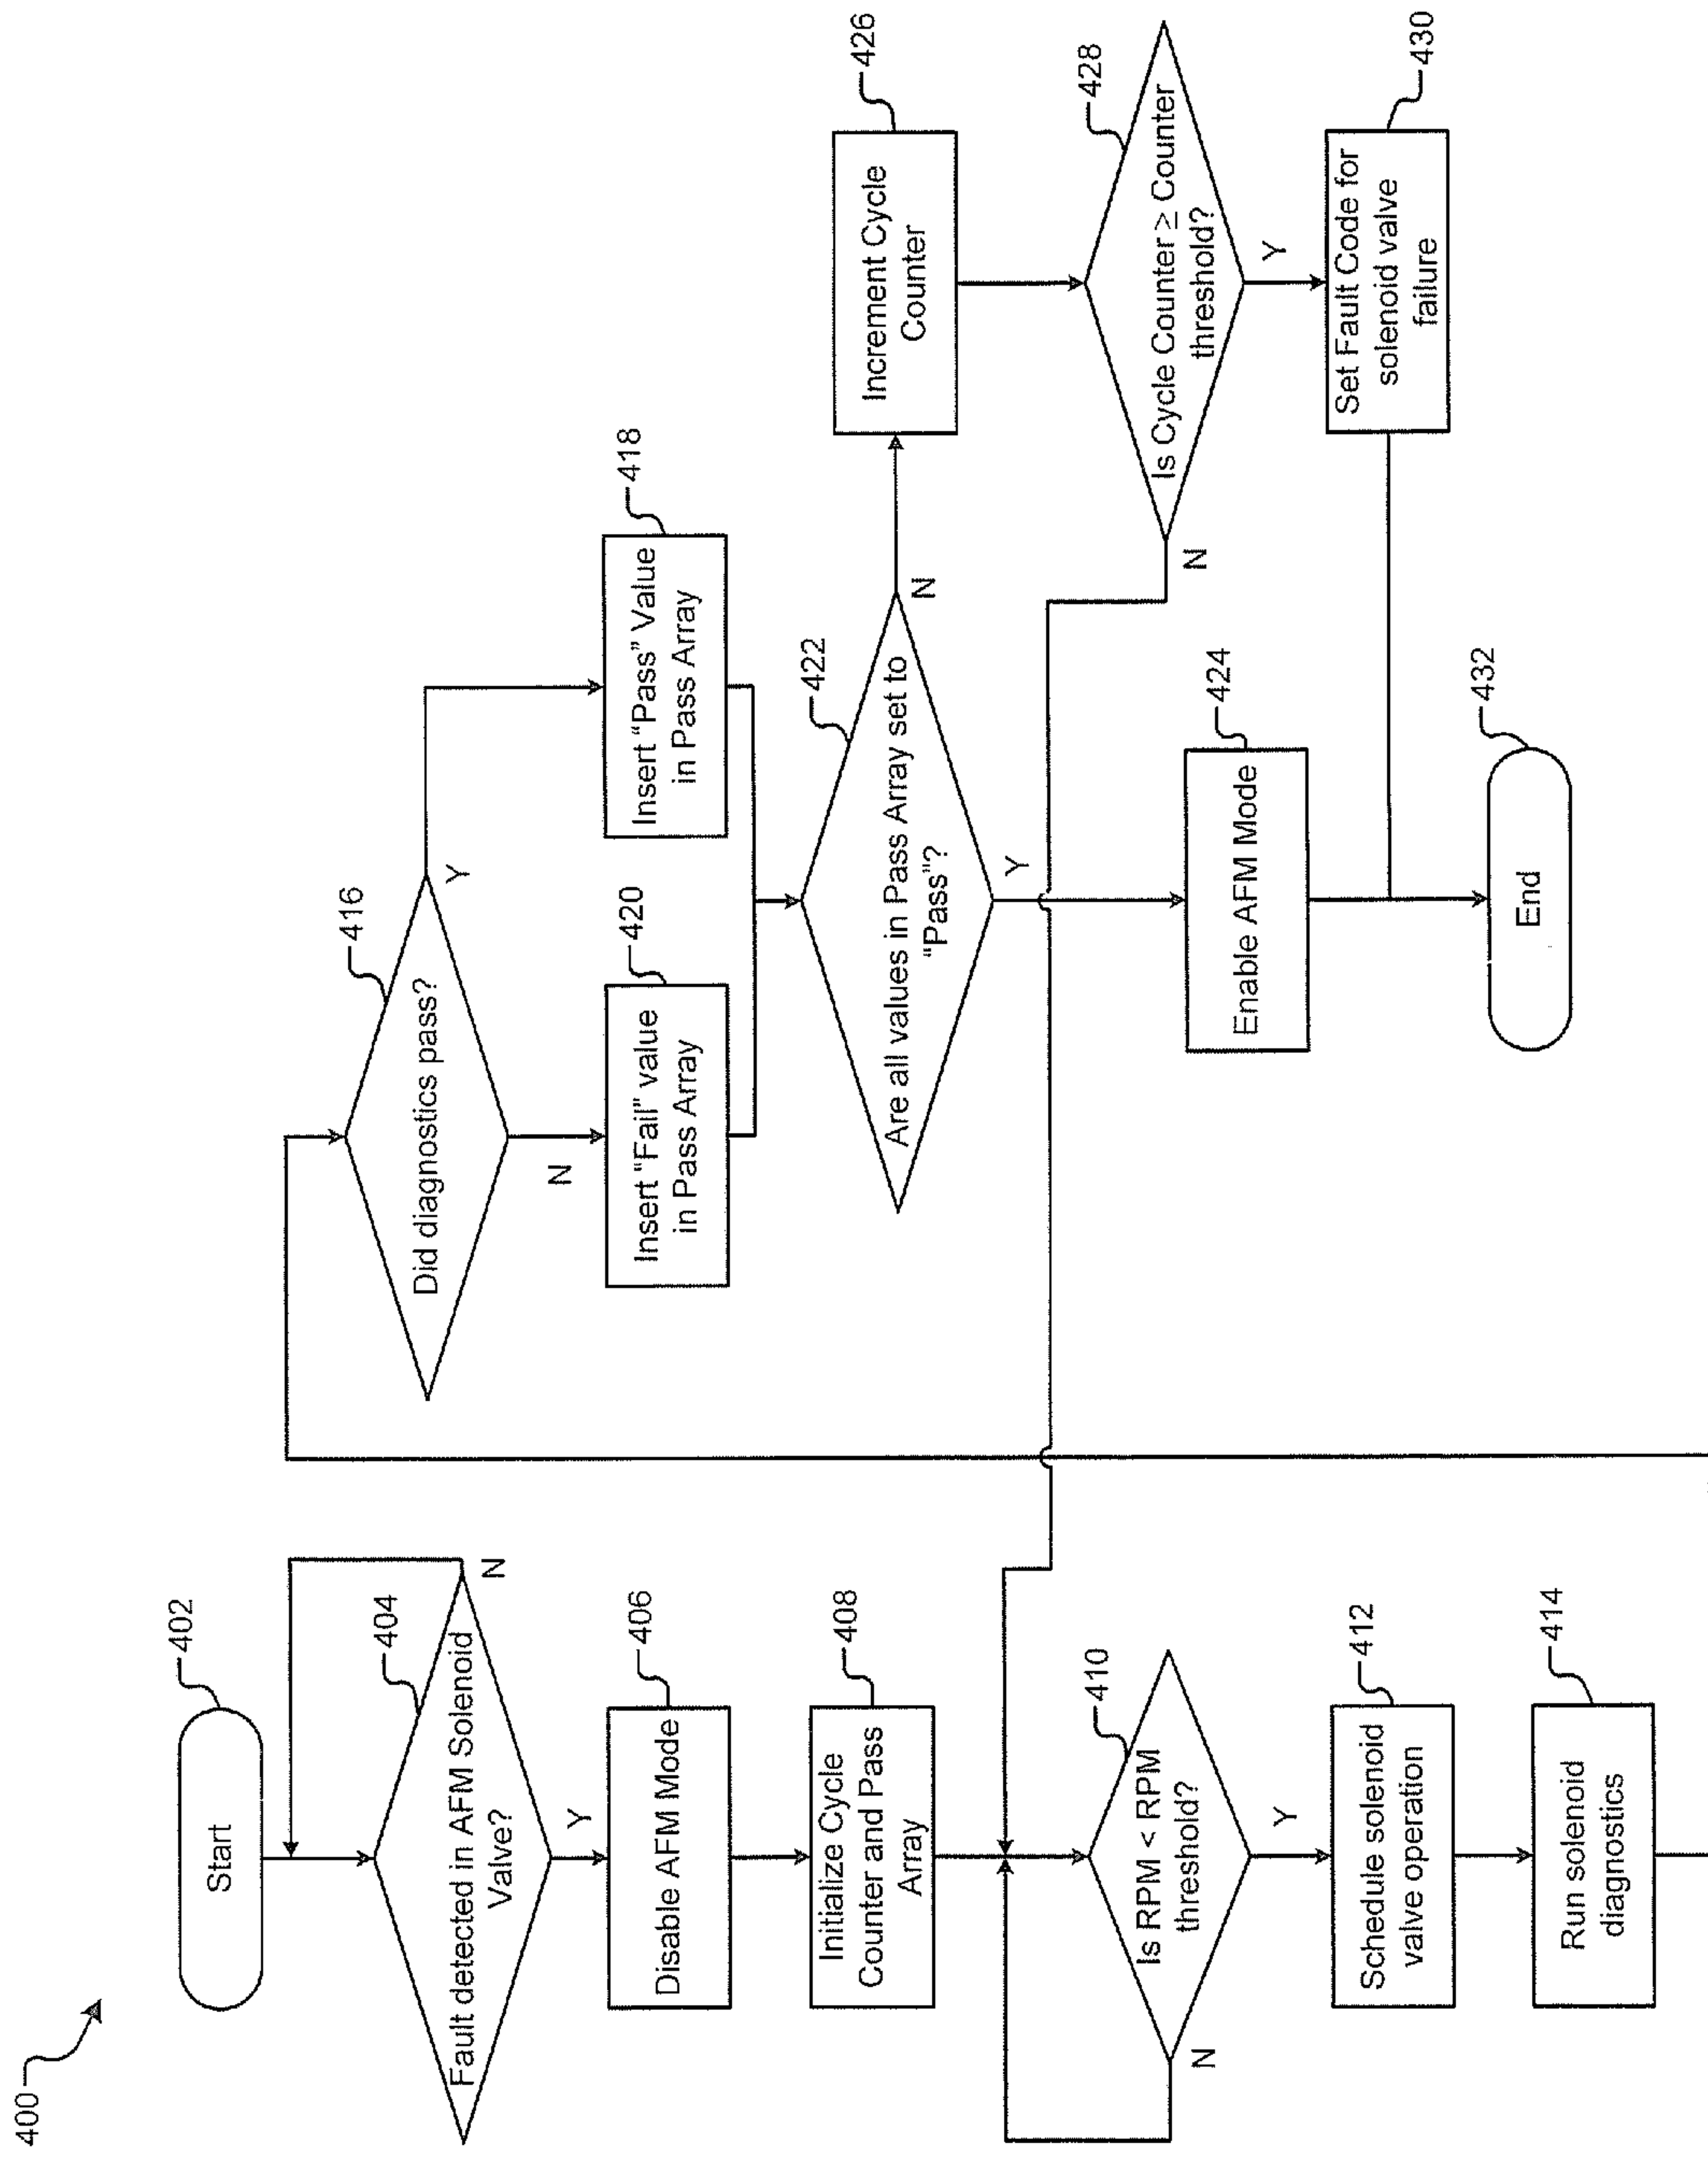 400
402
Start
404
Fault detected in AFM Solenoid
Valve?
N
Y
406
Disable AFM Mode
408
Initialize Cycle
Counter and Pass
Array
410
Is RPM < RPM
threshold?
N
Y
412
Schedule solenoid
valve operation
414
Run solenoid
diagnostics
416
Did diagnostics pass?
Y
N
418
Insert “Pass” Value
in Pass Array
420
Insert “Fail” value
in Pass Array
422
Are all values in Pass Array set to
“Pass”?
N
Y
424
Enable AFM Mode
426
Increment Cycle
Counter
428
Is Cycle Counter ≥ Counter
threshold?
N
Y
430
Set Fault Code for
solenoid valve
failure
432
End